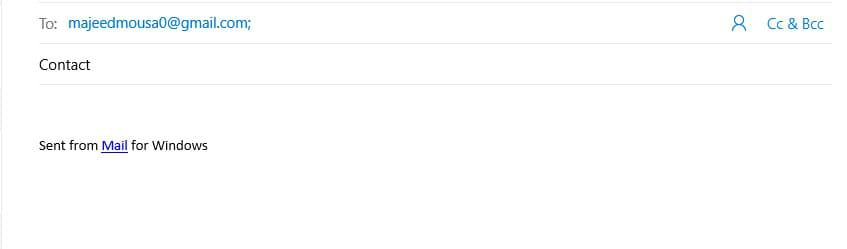 To: majeedmousa0@gmail.com; Cc & Bcc
Contact
Sent from Mail for Windows